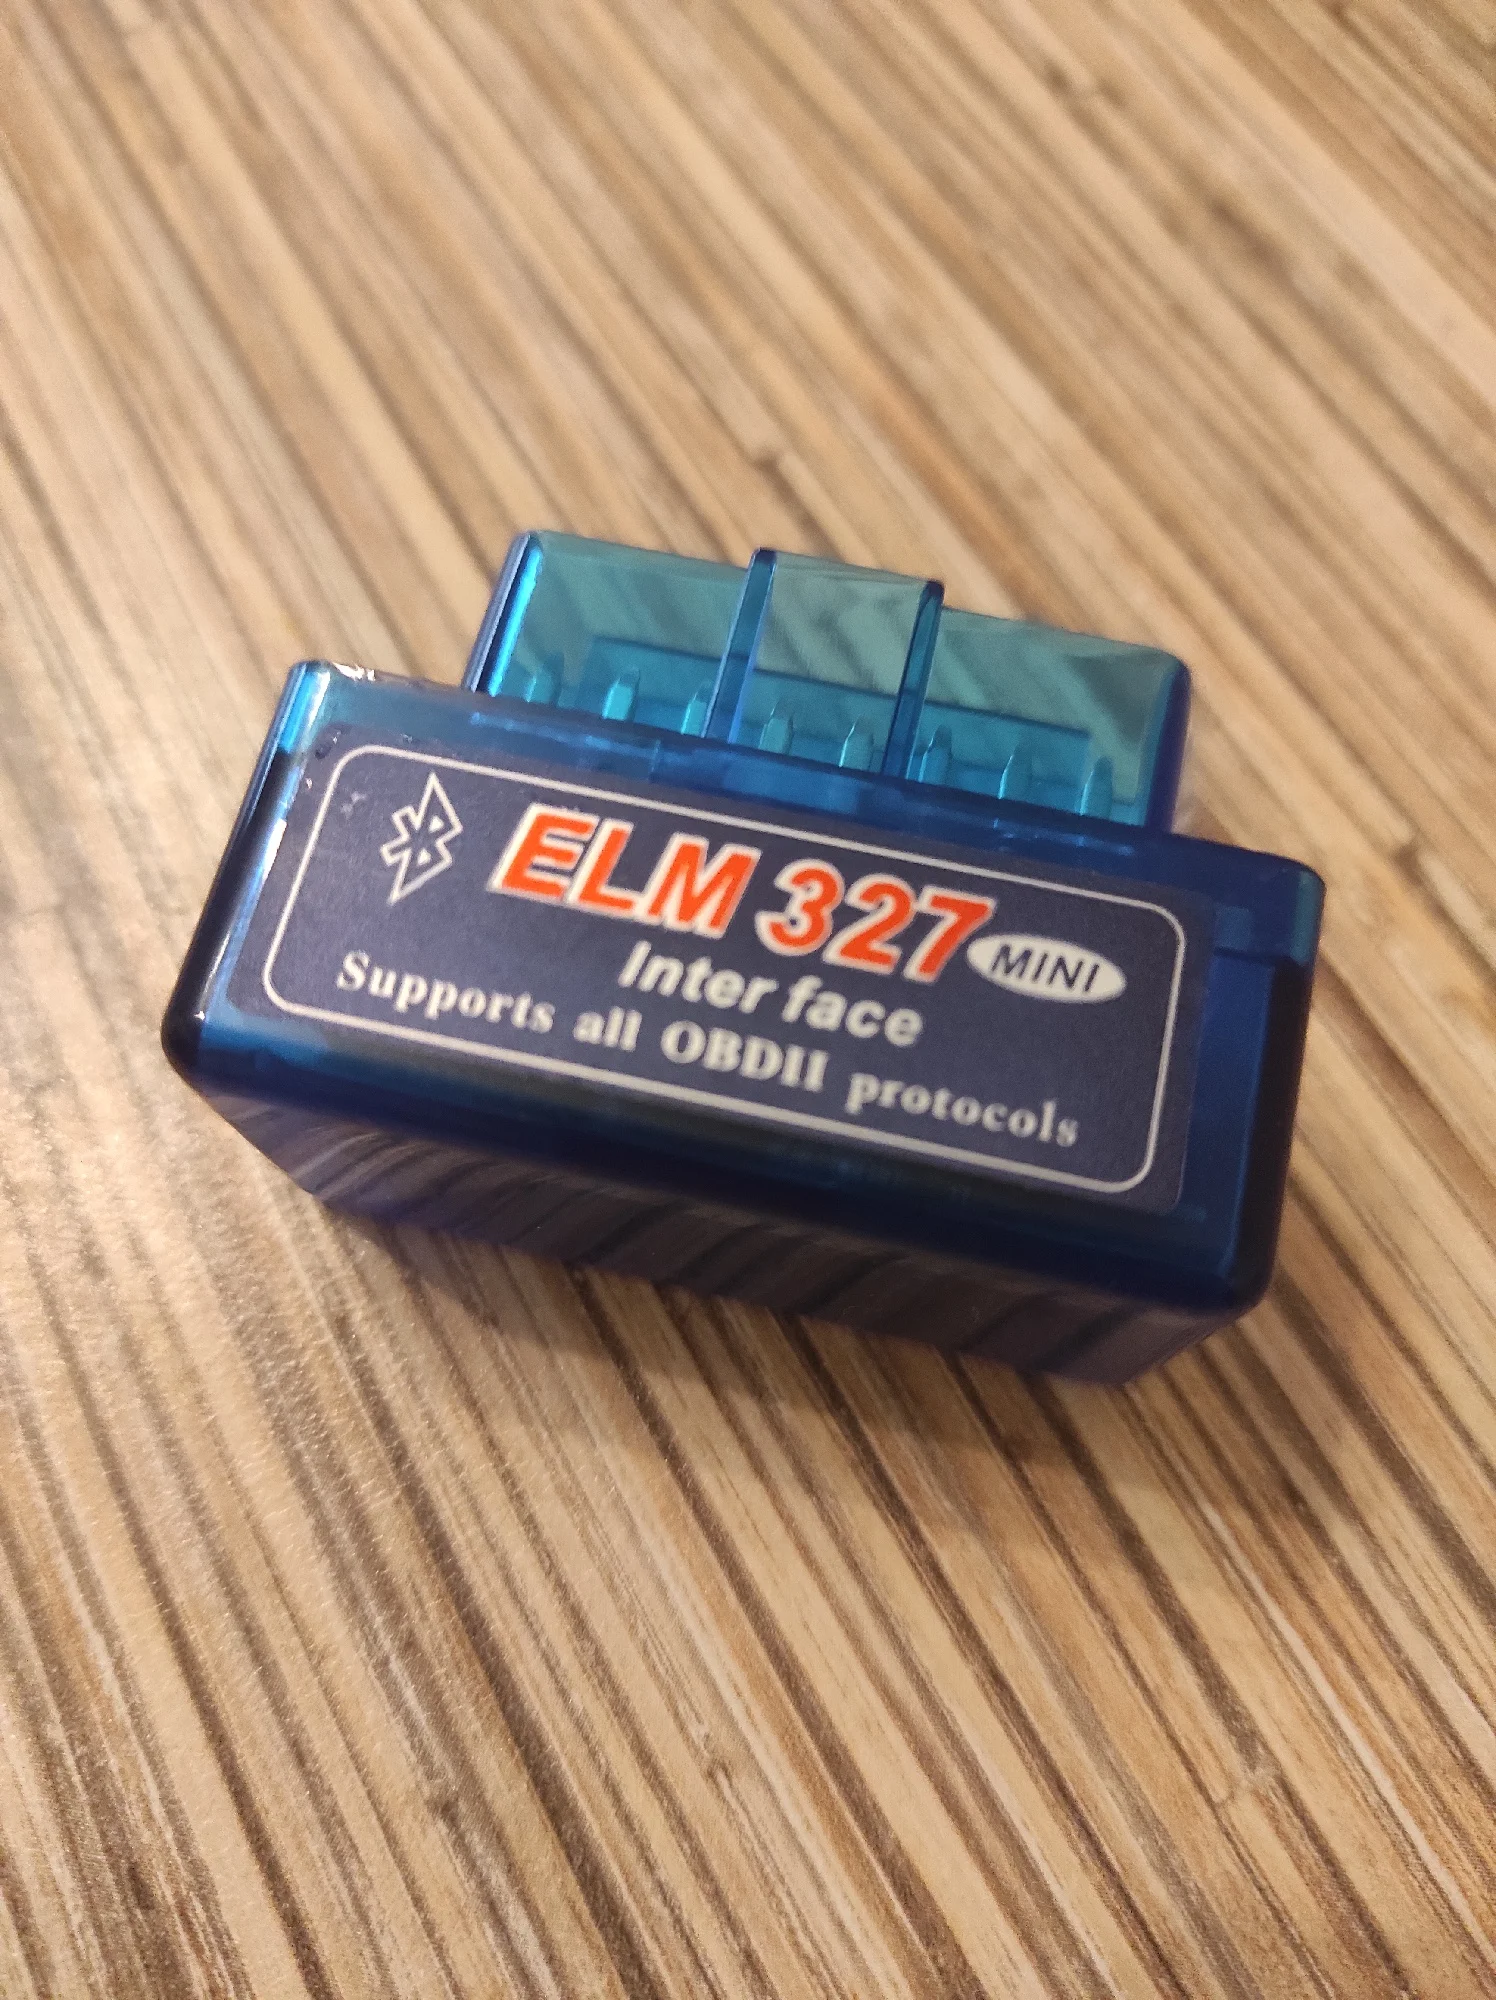 ELM 327 MINI
Inter face
Supports all OBDII protocols